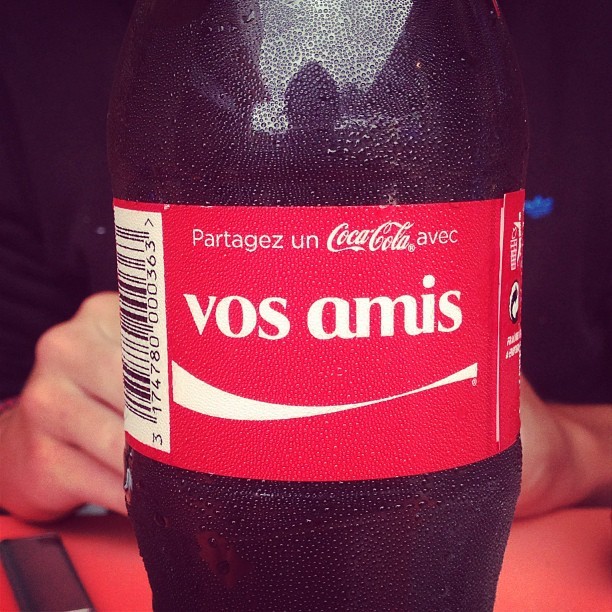 Partagez un Coca-Cola® avec
vos amis
®
3 174780 000363 >